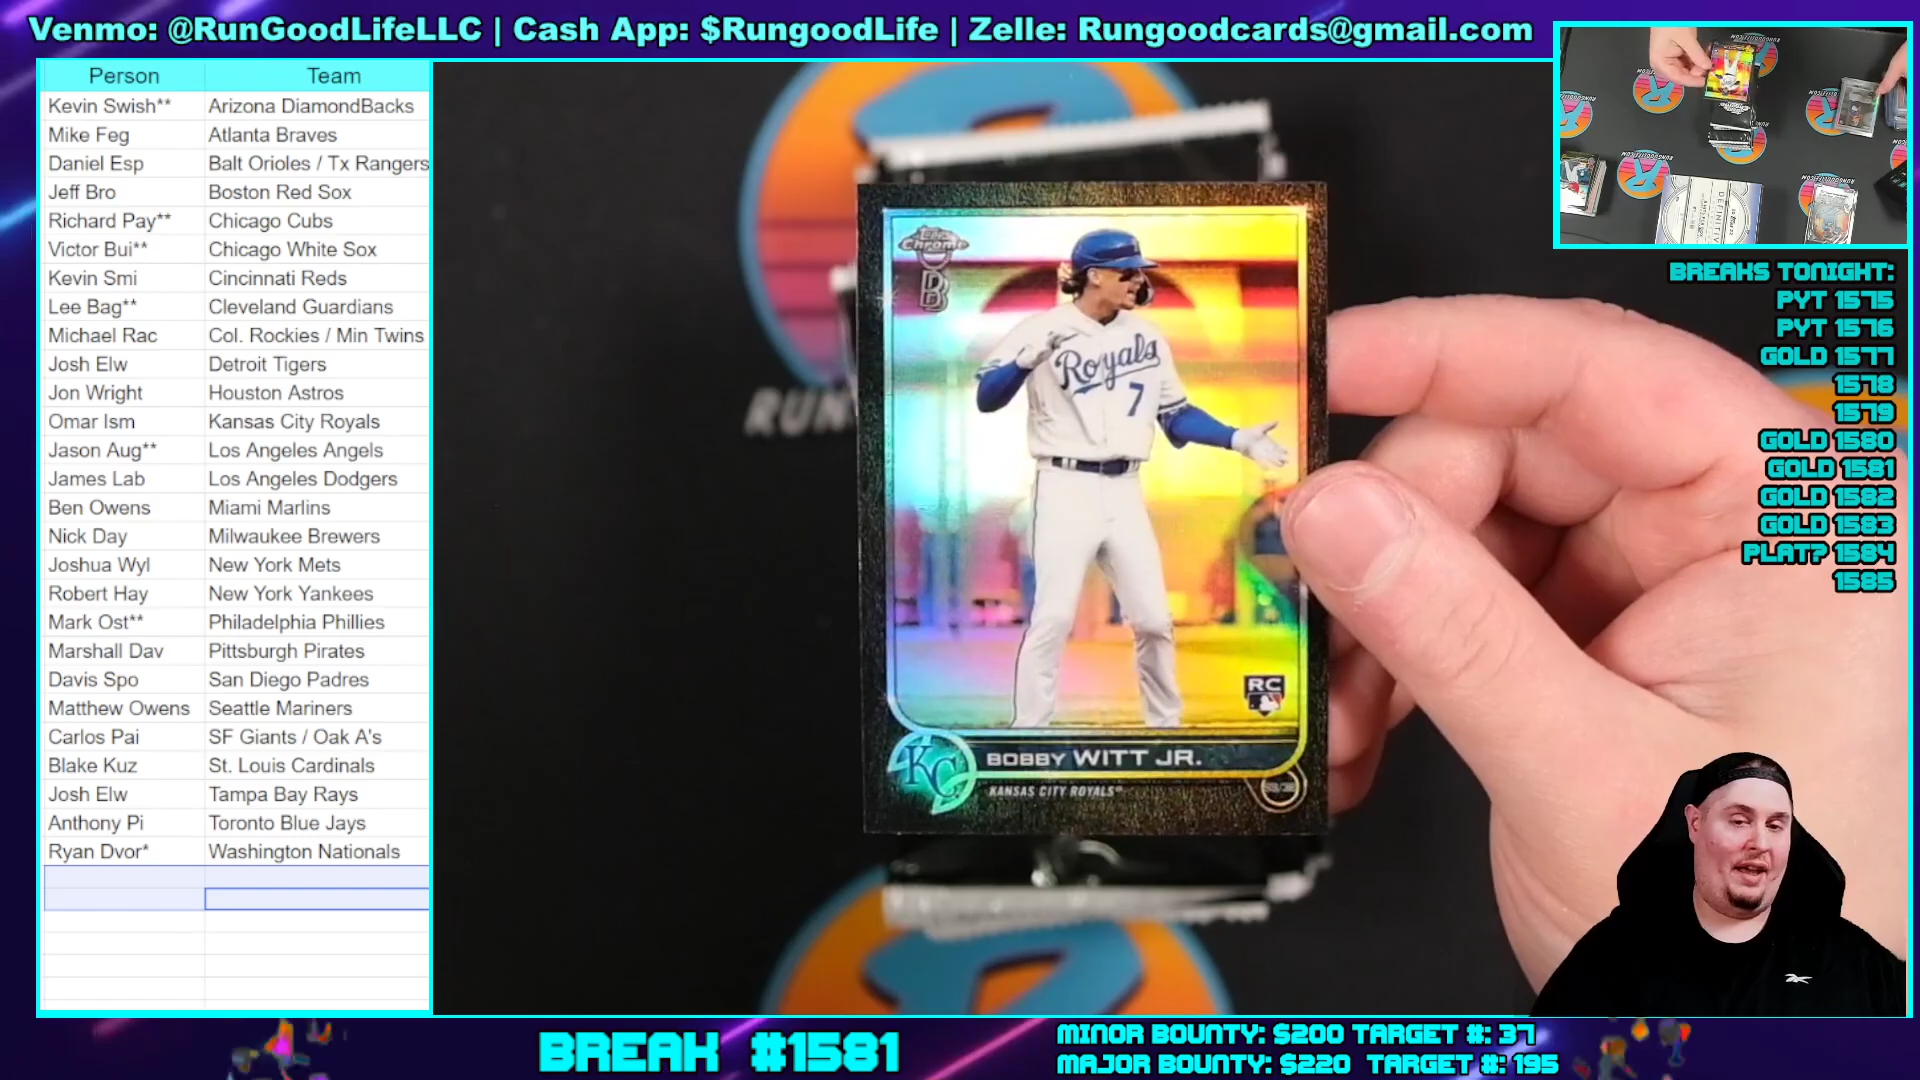 Venmo: @RunGoodLifeLLC | Cash App: $RungoodLife | Zelle: Rungoodcards@gmail.com
Person Team
Kevin Swish** Arizona DiamondBacks
Mike Feg Atlanta Braves
Daniel Esp Balt Orioles / Tx Rangers
Jeff Bro Boston Red Sox
Richard Pay** Chicago Cubs
Victor Bui** Chicago White Sox
Kevin Smi Cincinnati Reds
Lee Bag** Cleveland Guardians
Michael Rac Col. Rockies / Min Twins
Josh Elw Detroit Tigers
Jon Wright Houston Astros
Omar Ism Kansas City Royals
Jason Aug** Los Angeles Angels
James Lab Los Angeles Dodgers
Ben Owens Miami Marlins
Nick Day Milwaukee Brewers
Joshua Wyl New York Mets
Robert Hay New York Yankees
Mark Ost** Philadelphia Phillies
Marshall Dav Pittsburgh Pirates
Davis Spo San Diego Padres
Matthew Owens Seattle Mariners
Carlos Pai SF Giants / Oak A's
Blake Kuz St. Louis Cardinals
Josh Elw Tampa Bay Rays
Anthony Pi Toronto Blue Jays
Ryan Dvor* Washington Nationals
RUN
Chrome
B
Royals
7
RC
KC
BOBBY WITT JR.
KANSAS CITY ROYALS
BREAKS TONIGHT:
PYT 1575
PYT 1576
GOLD 1577
1578
1579
GOLD 1580
GOLD 1581
GOLD 1582
GOLD 1583
PLAT? 1584
1585
BREAK #1581
MINOR BOUNTY: $200 TARGET #: 37
MAJOR BOUNTY: $220 TARGET #: 195